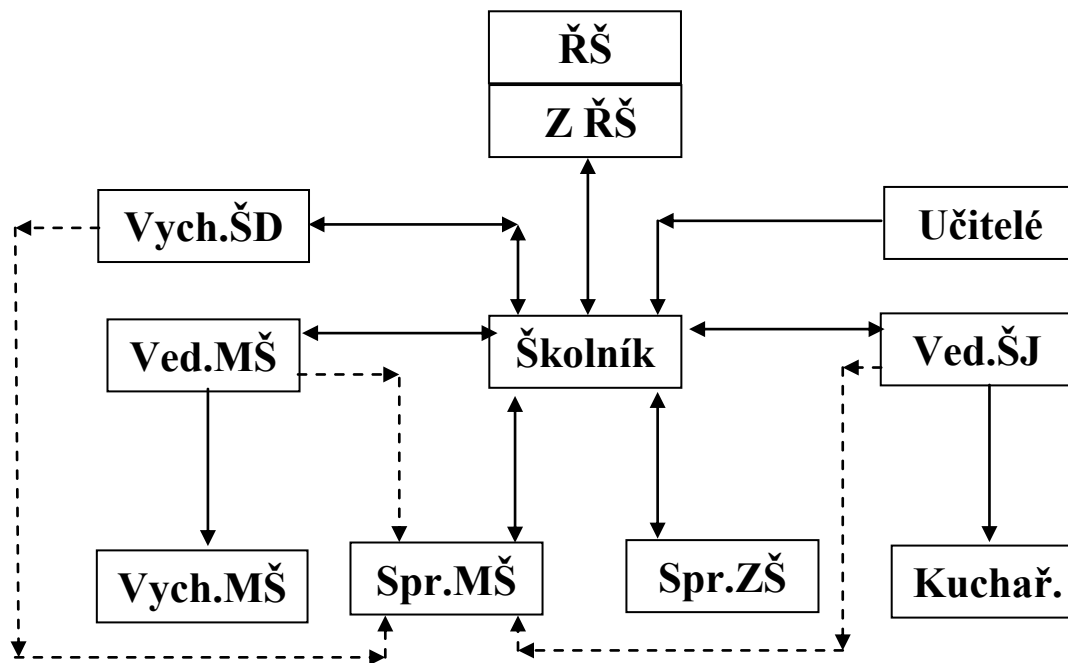 ŘŠ
Z ŘŠ
Vych.ŠD
Učitelé
Ved.MŠ
Školník
Ved.ŠJ
Vych.MŠ
Spr.MŠ
Spr.ZŠ
Kuchař.